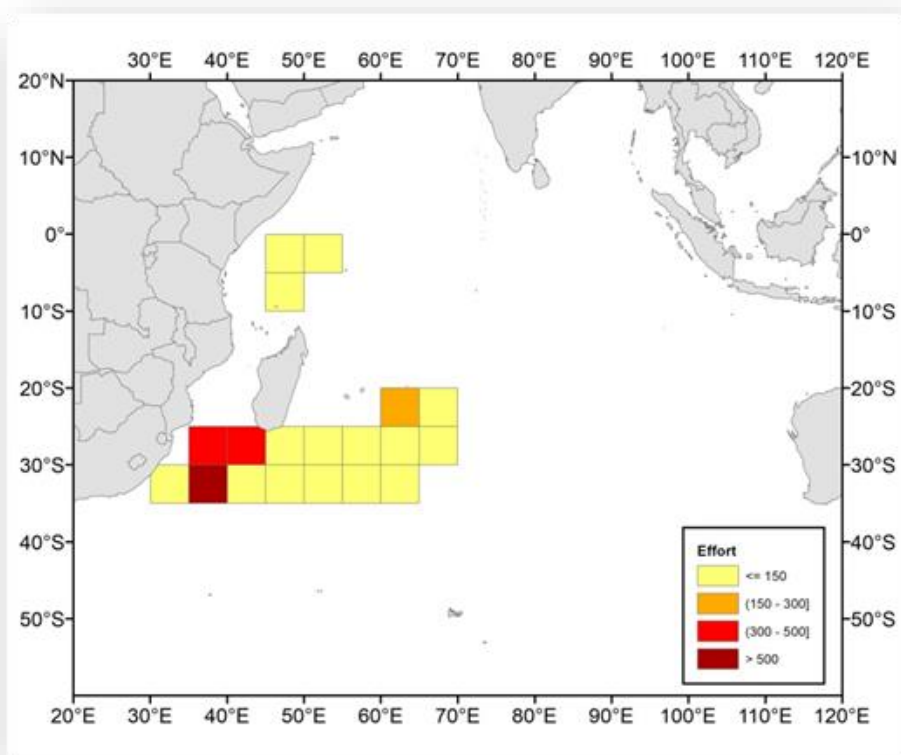 30°E 40°E 50°E 60°E 70°E 80°E 90°E 100°E 110°E 120°E
20°N
10°N 10°N
0° 0°
10°S 10°S
20°S 20°S
30°S 30°S
40°S 40°S
50°S 50°S
20°E 30°E 40°E 50°E 60°E 70°E 80°E 90°E 100°E 110°E 120°E
Effort
<= 150
(150 - 300]
(300 - 500]
> 500